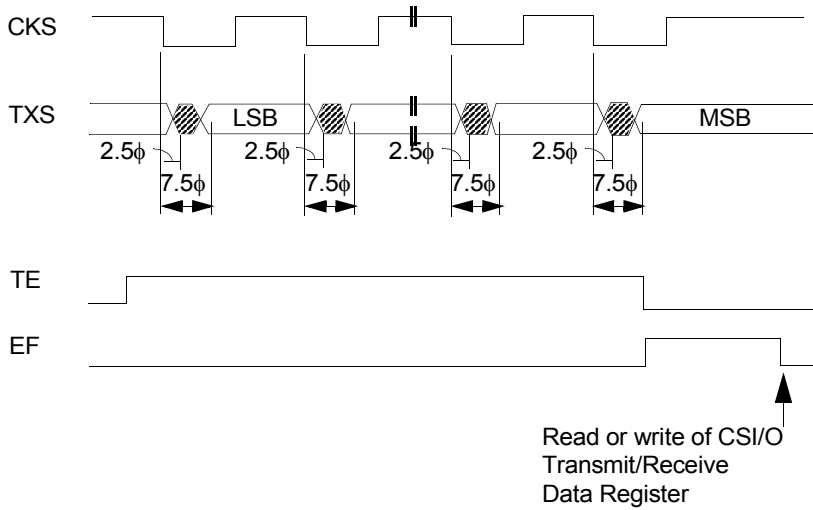 CKS
TXS
LSB
MSB
2.5ϕ 2.5ϕ 2.5ϕ 2.5ϕ
7.5ϕ 7.5ϕ 7.5ϕ 7.5ϕ
TE
EF
Read or write of CSI/O
Transmit/Receive
Data Register